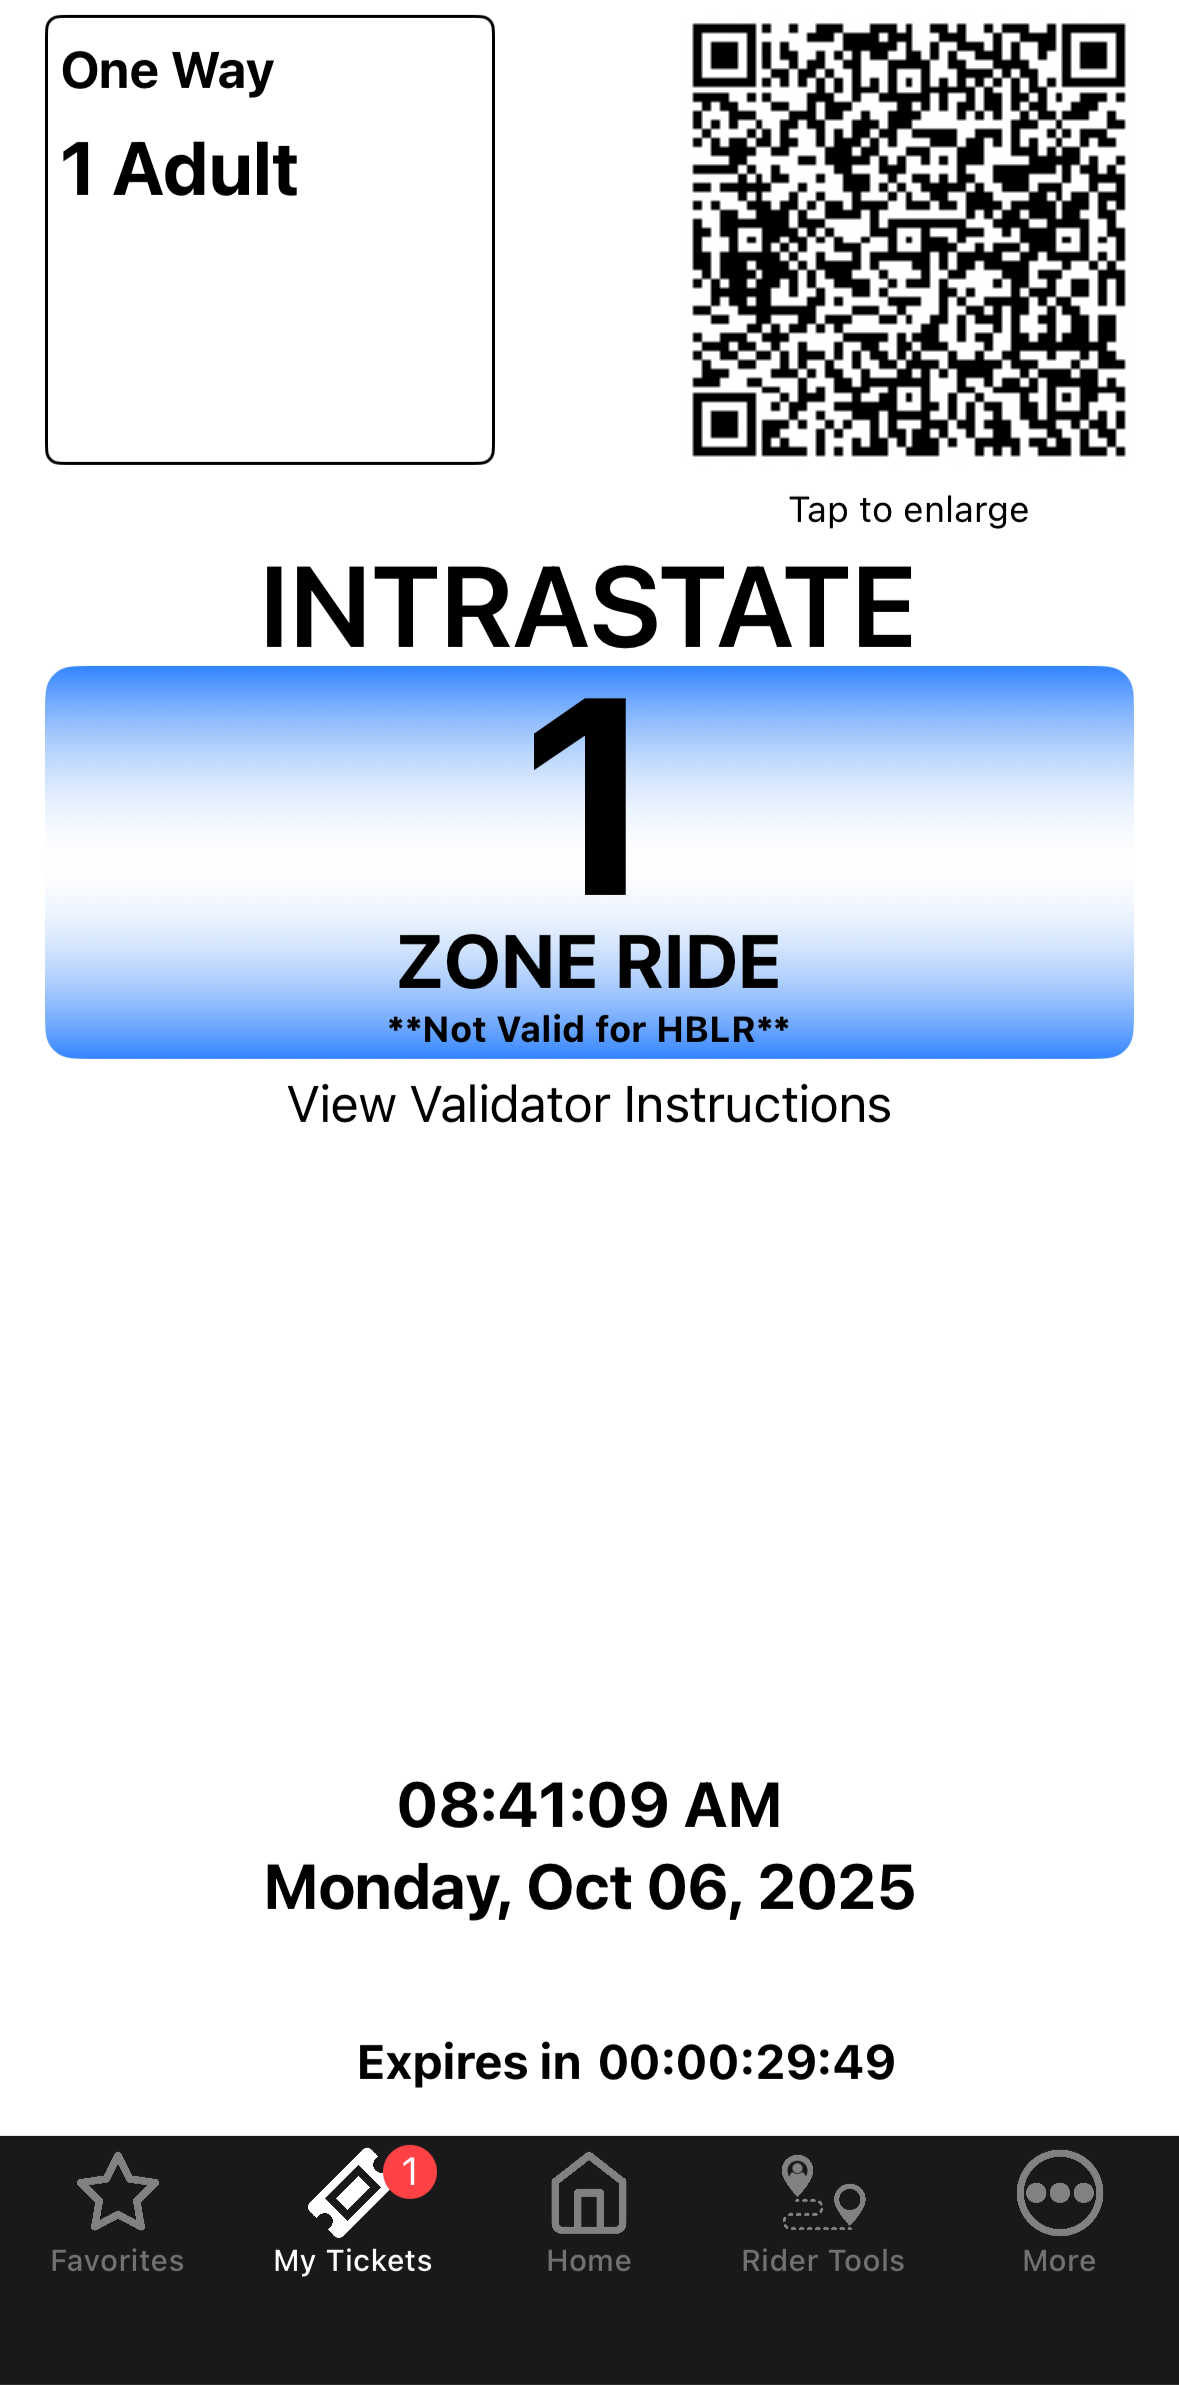 One Way
1 Adult
Tap to enlarge
INTRASTATE
1
ZONE RIDE
**Not Valid for HBLR**
View Validator Instructions
08:41:09 AM
Monday, Oct 06, 2025
Expires in 00:00:29:49
1
Favorites
My Tickets
Home
Rider Tools
More